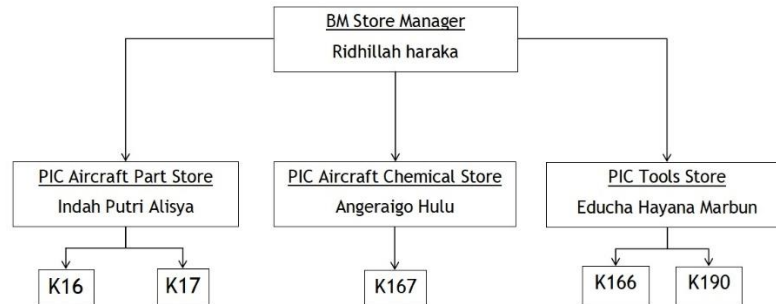 BM Store Manager
Ridhillah haraka
PIC Aircraft Part Store
Indah Putri Alisya
PIC Aircraft Chemical Store
Angeraigo Hulu
PIC Tools Store
Educha Hayana Marbun
K16
K17
K167
K166
K190